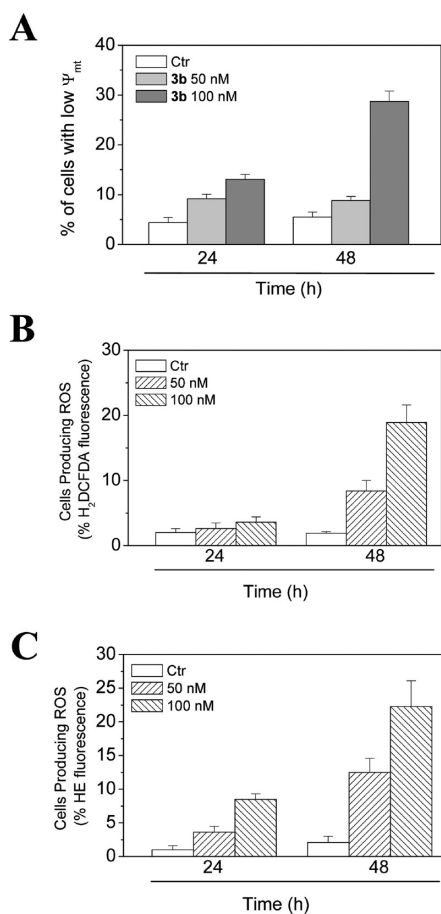 A
% of cells with low Ψmt
40
30
20
10
0
Ctr
3b 50 nM
3b 100 nM
24
48
Time (h)
B
Cells Producing ROS
(% H2DCFDA fluorescence)
30
20
10
0
Ctr
50 nM
100 nM
24
48
Time (h)
C
Cells Producing ROS
(% HE fluorescence)
30
25
20
15
10
5
0
Ctr
50 nM
100 nM
24
48
Time (h)